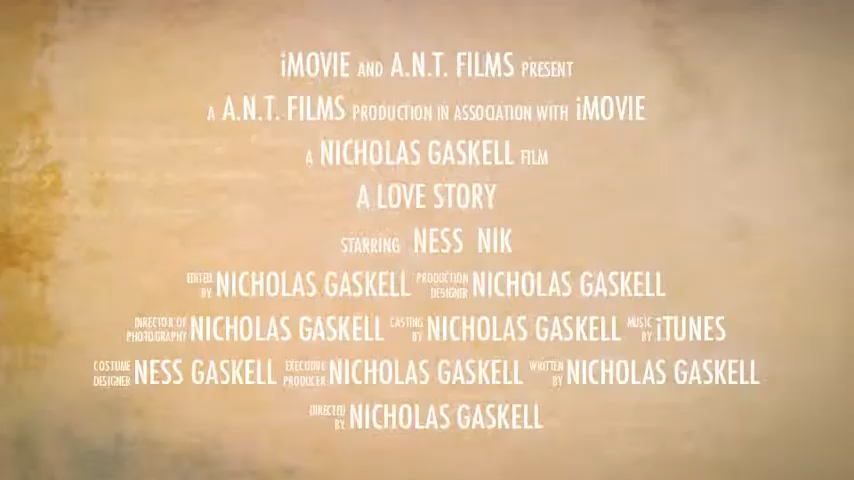 iMOVIE AND A.N.T. FILMS PRESENT
A A.N.T. FILMS PRODUCTION IN ASSOCIATION WITH iMOVIE
A NICHOLAS GASKELL FILM
A LOVE STORY
STARRING NESS NIK
EDITED BY NICHOLAS GASKELL PRODUCTION DESIGNER NICHOLAS GASKELL
DIRECTOR OF PHOTOGRAPHY NICHOLAS GASKELL CASTING BY NICHOLAS GASKELL MUSIC BY iTUNES
COSTUME DESIGNER NESS GASKELL EXECUTIVE PRODUCER NICHOLAS GASKELL WRITTEN BY NICHOLAS GASKELL
DIRECTED BY NICHOLAS GASKELL